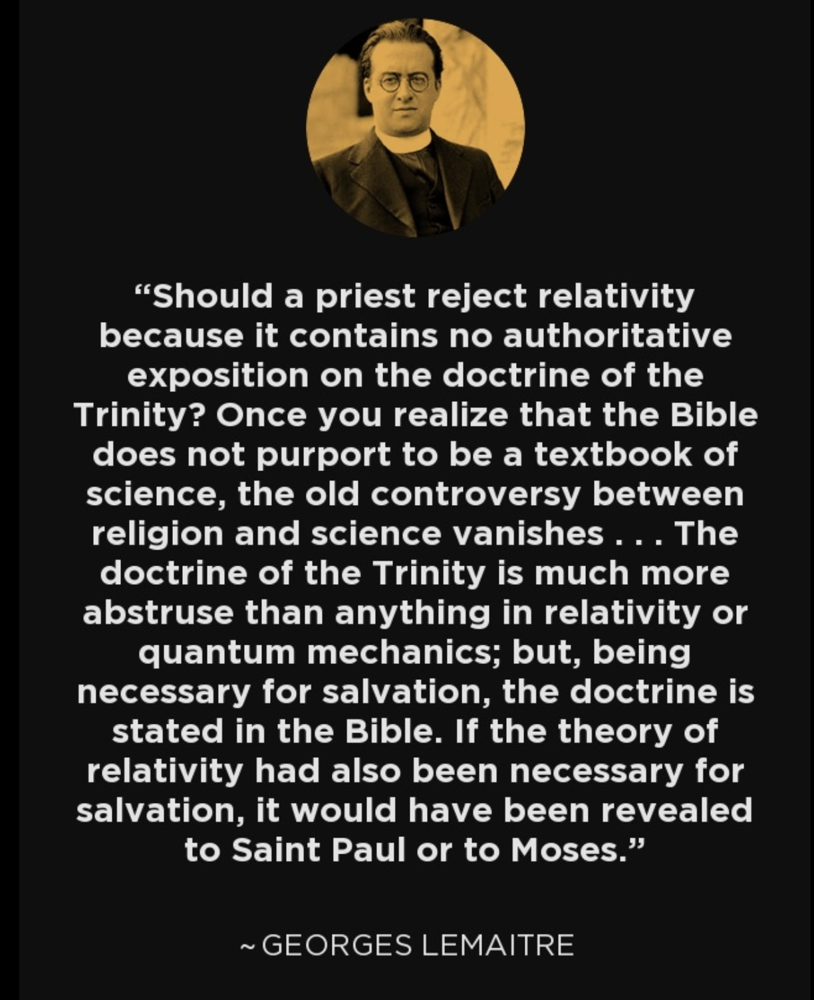 “Should a priest reject relativity
because it contains no authoritative
exposition on the doctrine of the
Trinity? Once you realize that the Bible
does not purport to be a textbook of
science, the old controversy between
religion and science vanishes . . . The
doctrine of the Trinity is much more
abstruse than anything in relativity or
quantum mechanics; but, being
necessary for salvation, the doctrine is
stated in the Bible. If the theory of
relativity had also been necessary for
salvation, it would have been revealed
to Saint Paul or to Moses.”
~ GEORGES LEMAITRE